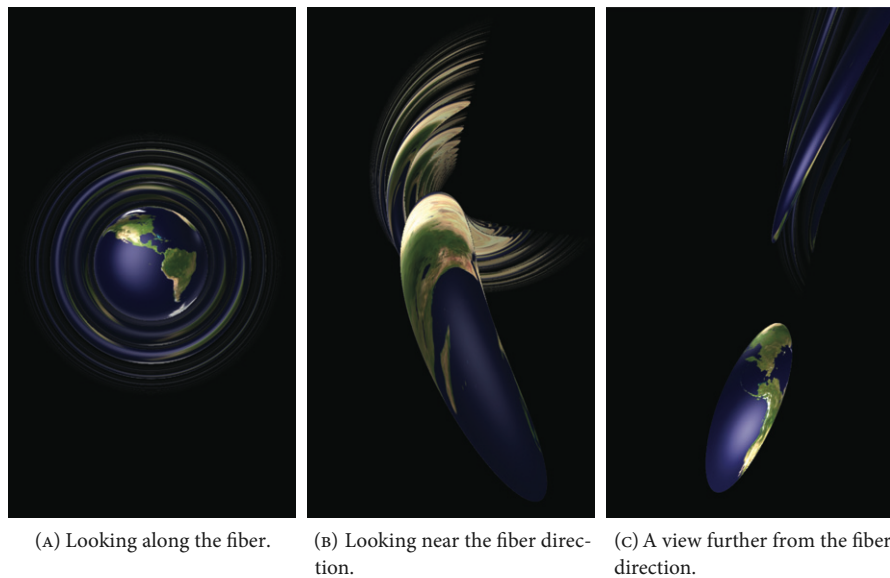 (A) Looking along the fiber.
(B) Looking near the fiber direc-
tion.
(C) A view further from the fiber
direction.